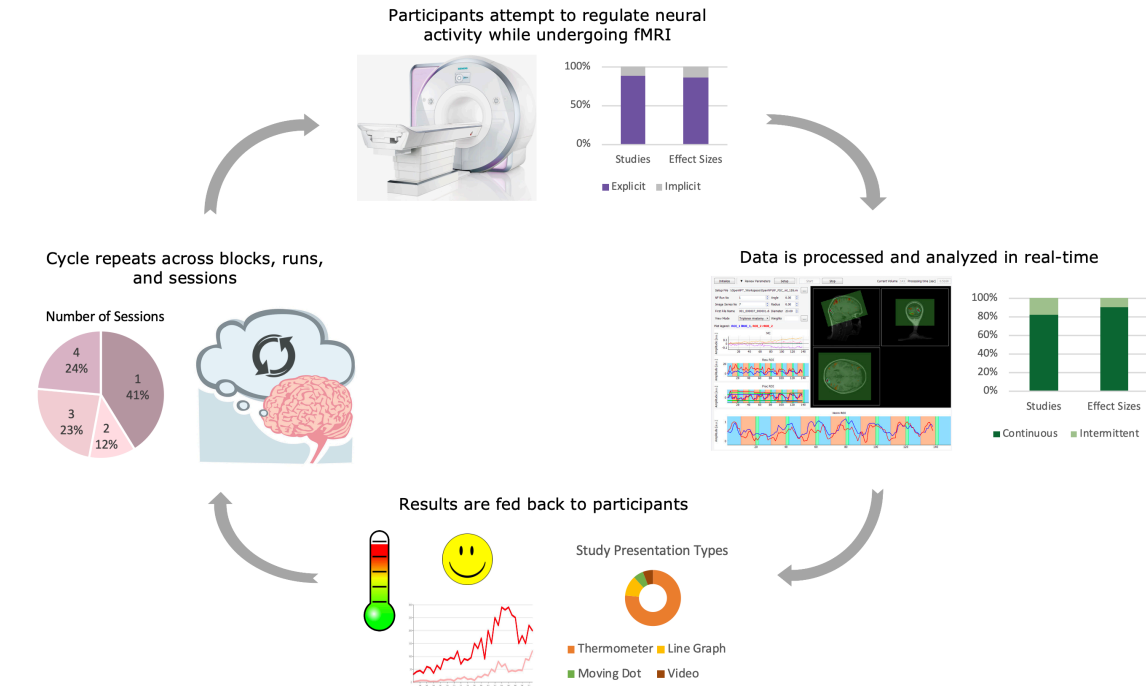 Participants attempt to regulate neural
activity while undergoing fMRI
100%
50%
0%
Studies Effect Sizes
Explicit Implicit
Data is processed and analyzed in real-time
100%
80%
60%
40%
20%
0%
Studies Effect Sizes
Continuous Intermittent
Results are fed back to participants
Study Presentation Types
Thermometer Line Graph
Moving Dot Video
Cycle repeats across blocks, runs,
and sessions
Number of Sessions
1
41%
2
12%
3
23%
4
24%